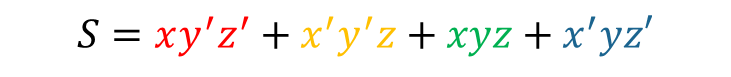 S = xy′z′ + x′y′z + xyz + x′yz′